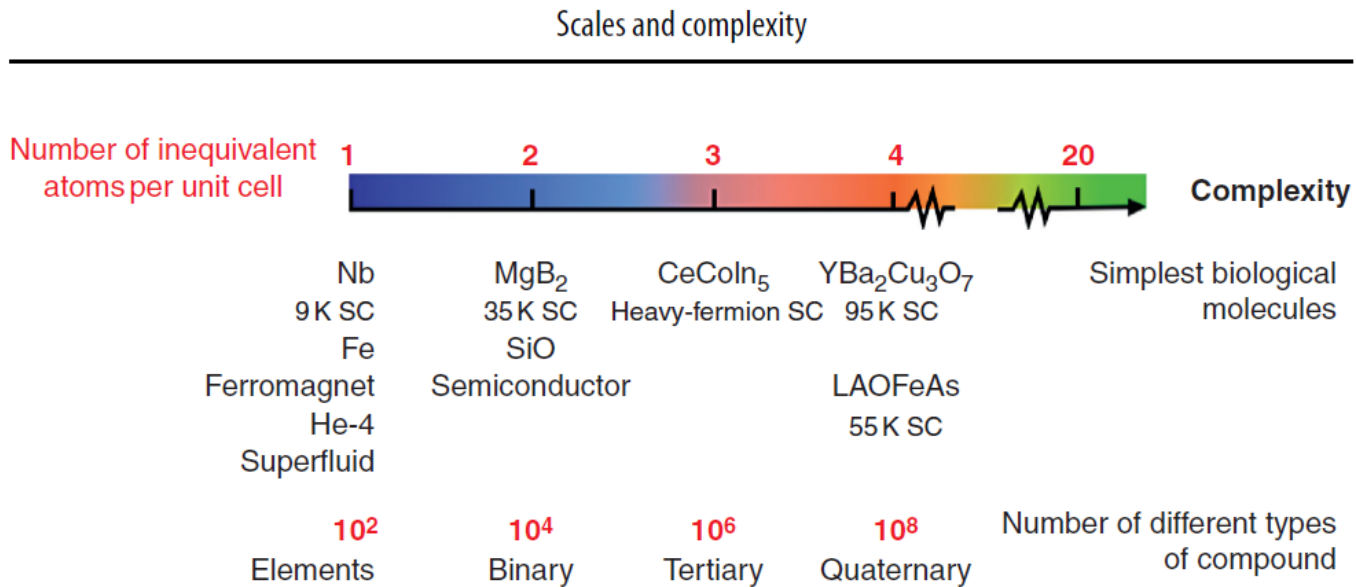 Scales and complexity
Number of inequivalent
atoms per unit cell
1 2 3 4 20
Complexity
Nb MgB₂ CeCoIn₅ YBa₂Cu₃O₇ Simplest biological
9 K SC 35 K SC Heavy-fermion SC 95 K SC molecules
Fe SiO
Ferromagnet Semiconductor LAOFeAs
He-4 55 K SC
Superfluid
10² 10⁴ 10⁶ 10⁸ Number of different types
Elements Binary Tertiary Quaternary of compound